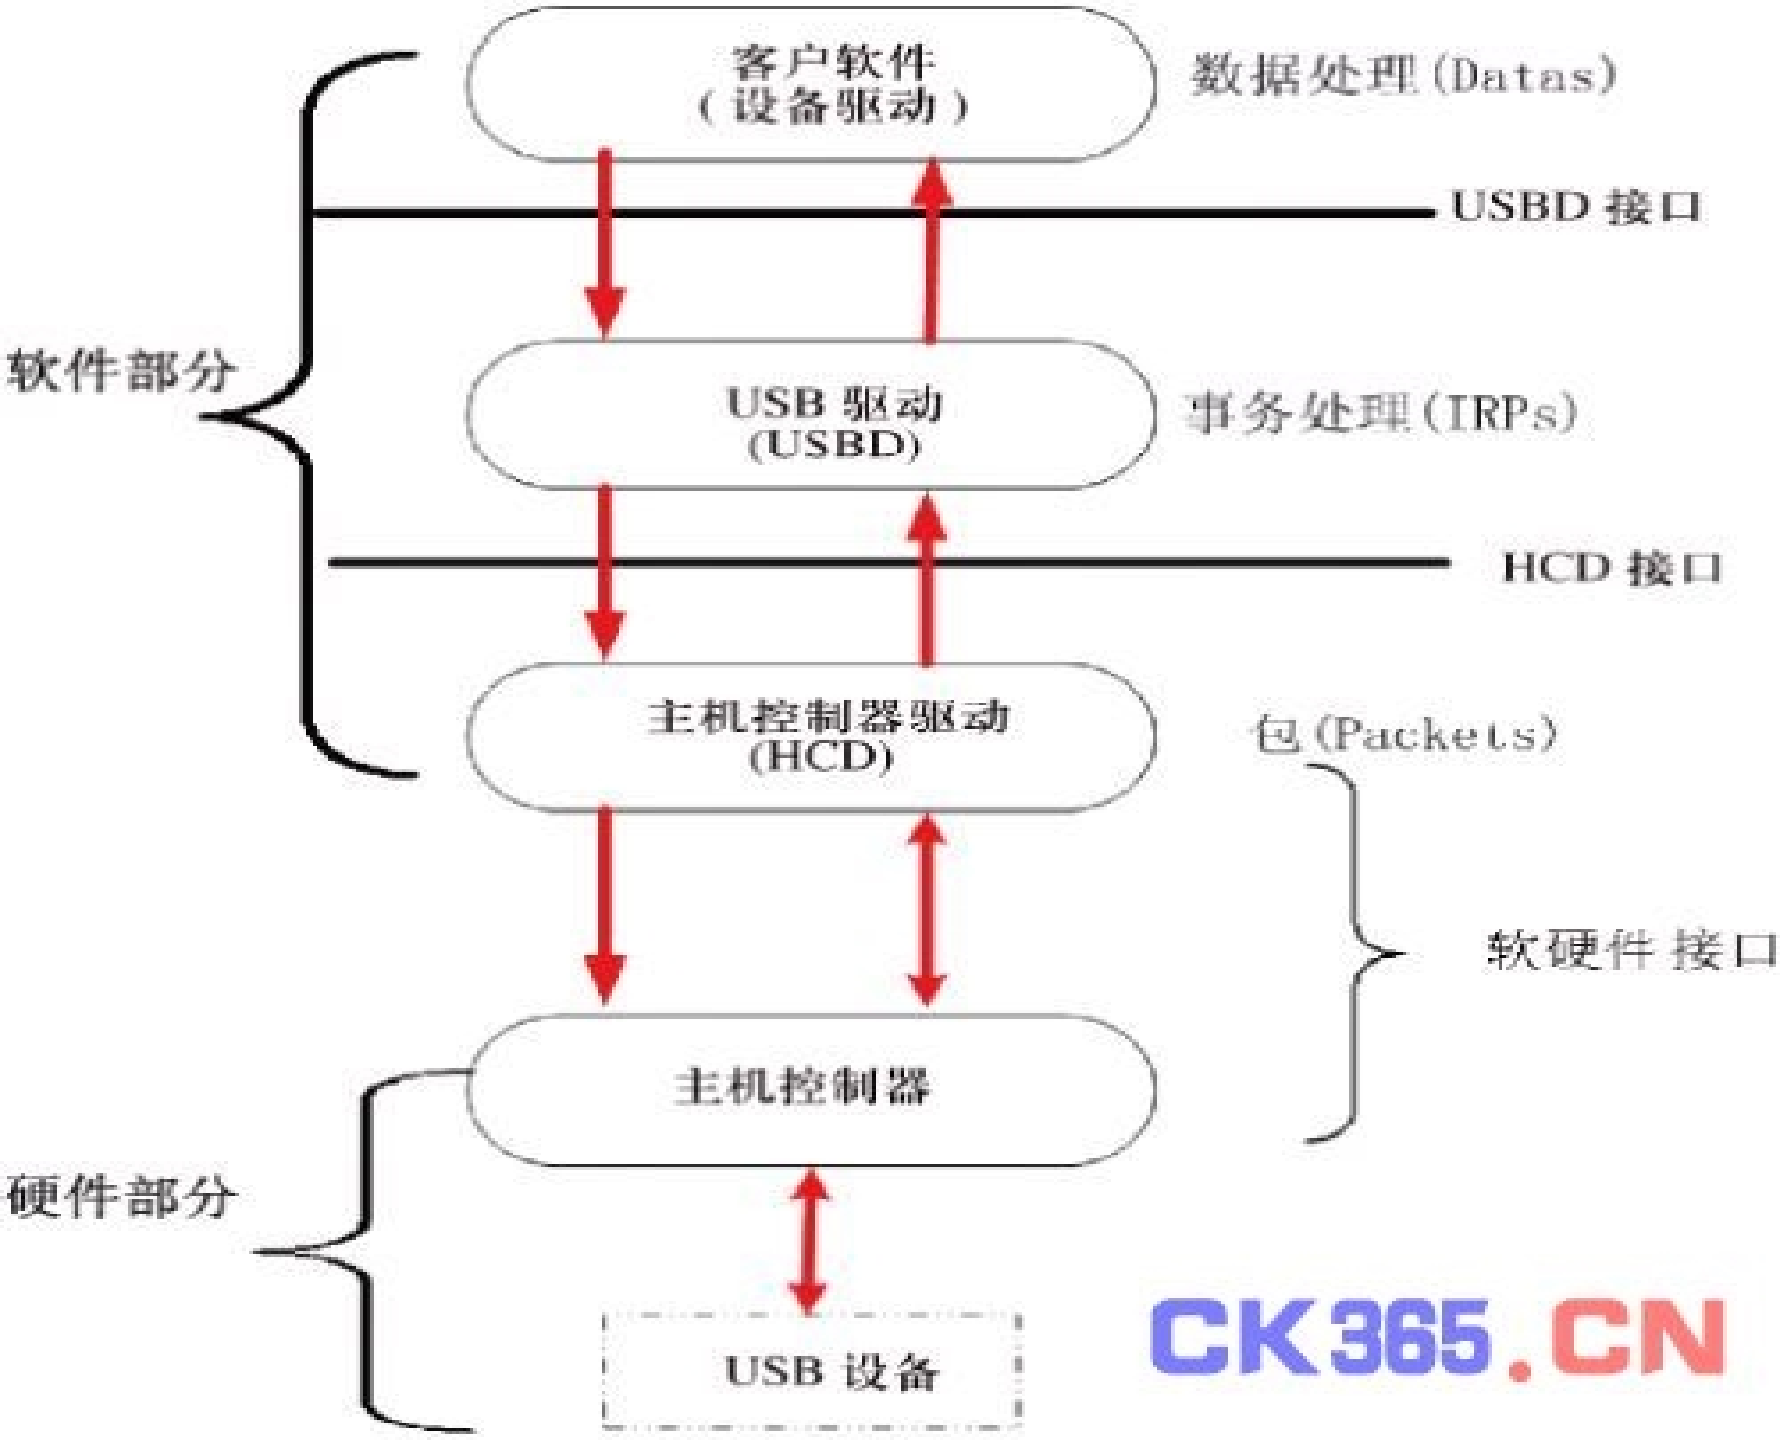 客户软件
(设备驱动)
数据处理(Datas)
USBD 接口
软件部分
USB 驱动
(USBD)
事务处理(IRPs)
HCD 接口
主机控制器驱动
(HCD)
包(Packets)
软硬件 接口
主机控制器
硬件部分
USB 设备
CK365.CN